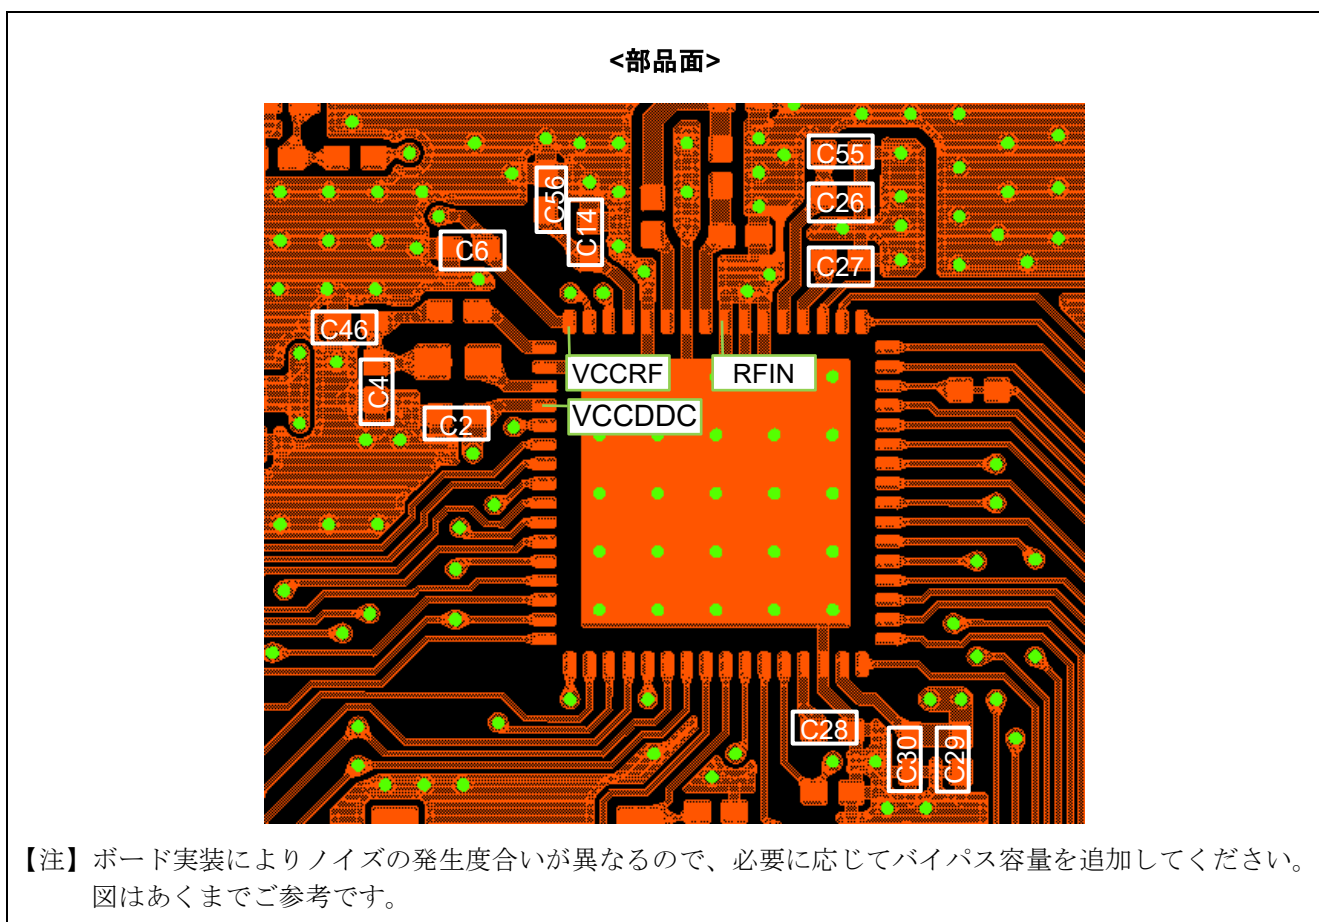 <部品面>
C55
C56
C26
C14
C6
C27
C46
VCCRF
RFIN
C4
VCCDDC
C2
C28
C30
C29
【注】ボード実装によりノイズの発生度合いが異なるので、必要に応じてバイパス容量を追加してください。
図はあくまでご参考です。